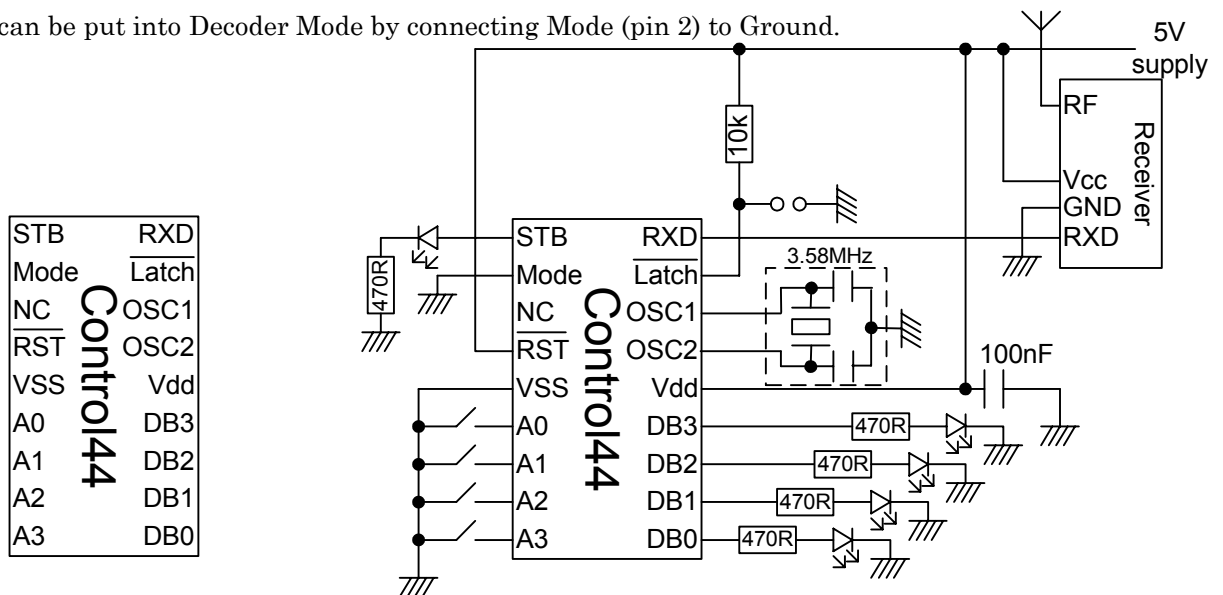 can be put into Decoder Mode by connecting Mode (pin 2) to Ground.
5V
supply
RF
Receiver
Vcc
GND
RXD
10k
STB
RXD
Mode
Latch
NC
OSC1
RST
OSC2
VSS
Vdd
A0
DB3
A1
DB2
A2
DB1
A3
DB0
Control44
470R
STB
RXD
Mode
Latch
NC
OSC1
RST
OSC2
VSS
Vdd
A0
DB3
A1
DB2
A2
DB1
A3
DB0
Control44
3.58MHz
100nF
470R
470R
470R
470R